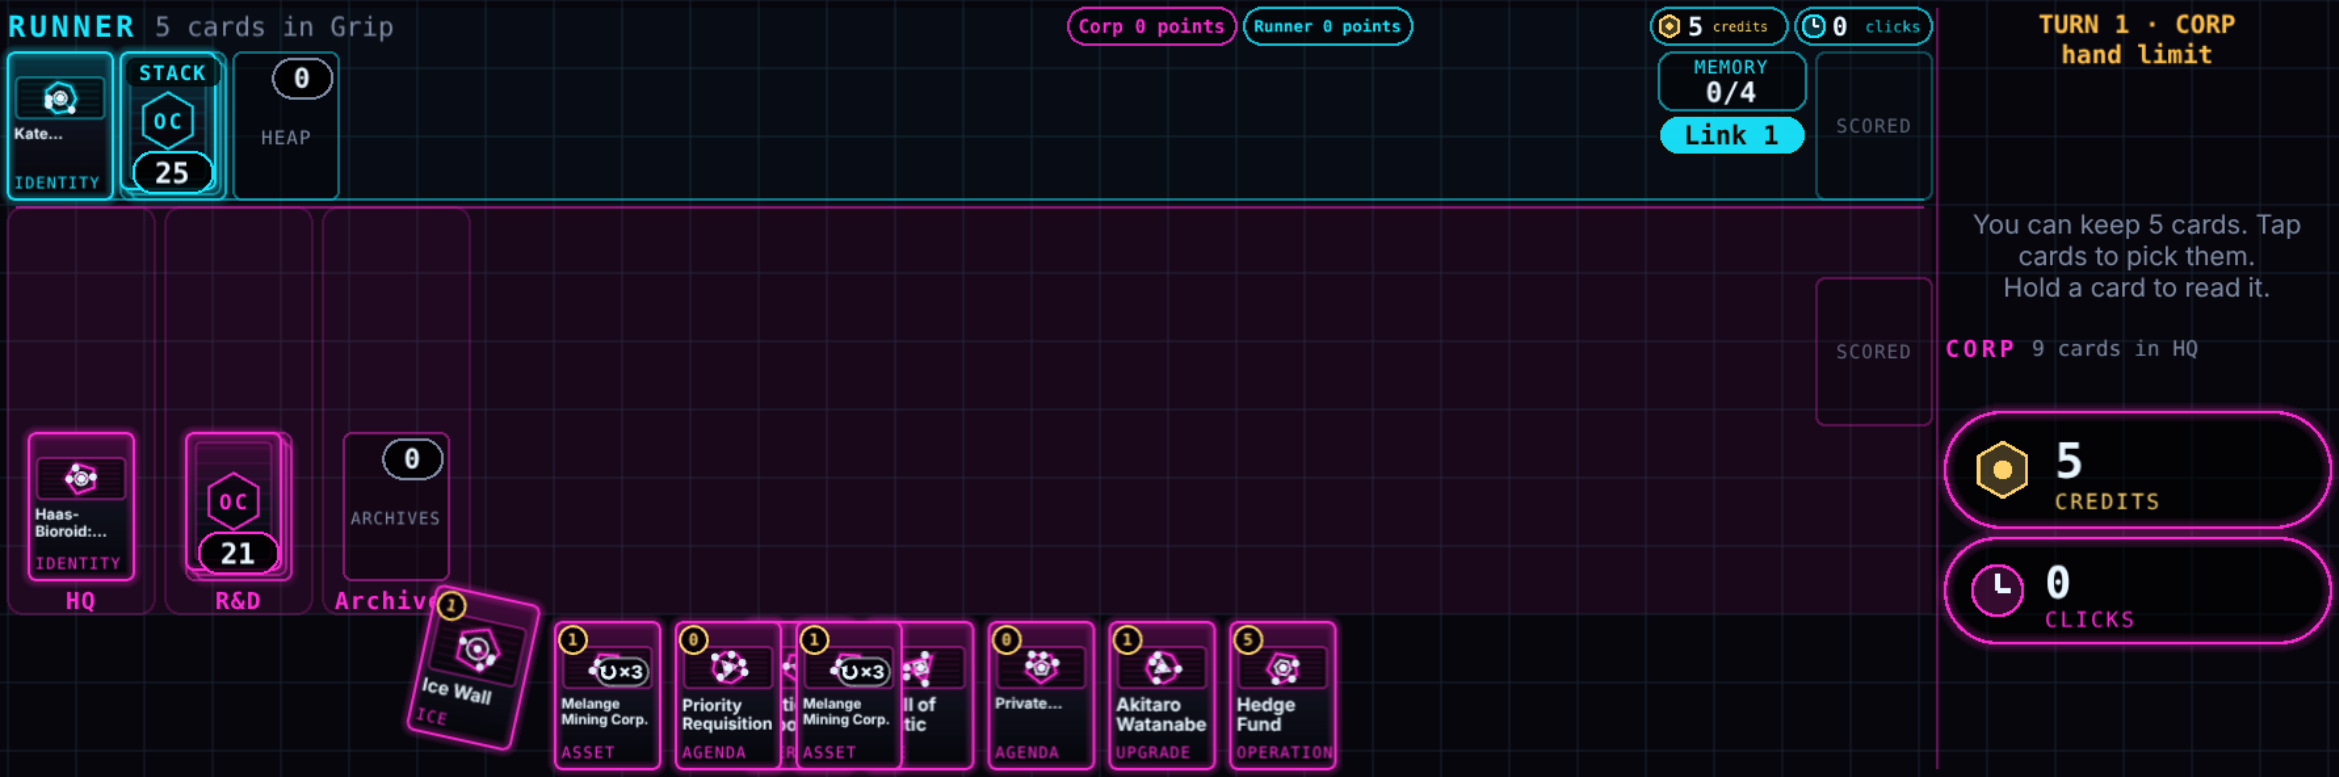 RUNNER 5 cards in Grip
Corp 0 points
Runner 0 points
5 credits
0 clicks
TURN 1 · CORP
hand limit
Kate...
IDENTITY
STACK
OC
25
0
HEAP
MEMORY
0/4
Link 1
SCORED
You can keep 5 cards. Tap
cards to pick them.
Hold a card to read it.
CORP 9 cards in HQ
SCORED
5
CREDITS
0
CLICKS
Haas-
Bioroid:...
IDENTITY
HQ
OC
21
R&D
0
ARCHIVES
Archive
1
Ice Wall
ICE
1
×3
Melange
Mining Corp.
ASSET
0
Priority
Requisition
AGENDA
1
×3
Melange
Mining Corp.
ASSET
ll of
tic
0
Private...
AGENDA
1
Akitaro
Watanabe
UPGRADE
5
Hedge
Fund
OPERATION